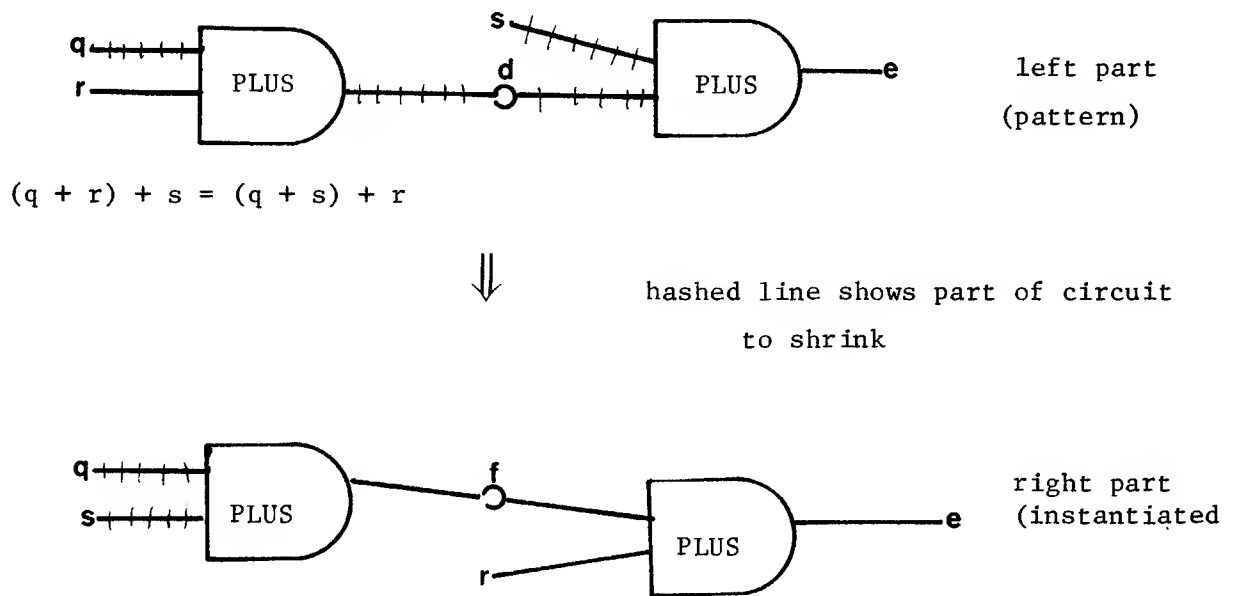 s
q
r
PLUS
d
PLUS
e
left part
(pattern)
(q + r) + s = (q + s) + r
hashed line shows part of circuit
to shrink
q
s
PLUS
f
r
PLUS
e
right part
(instantiated